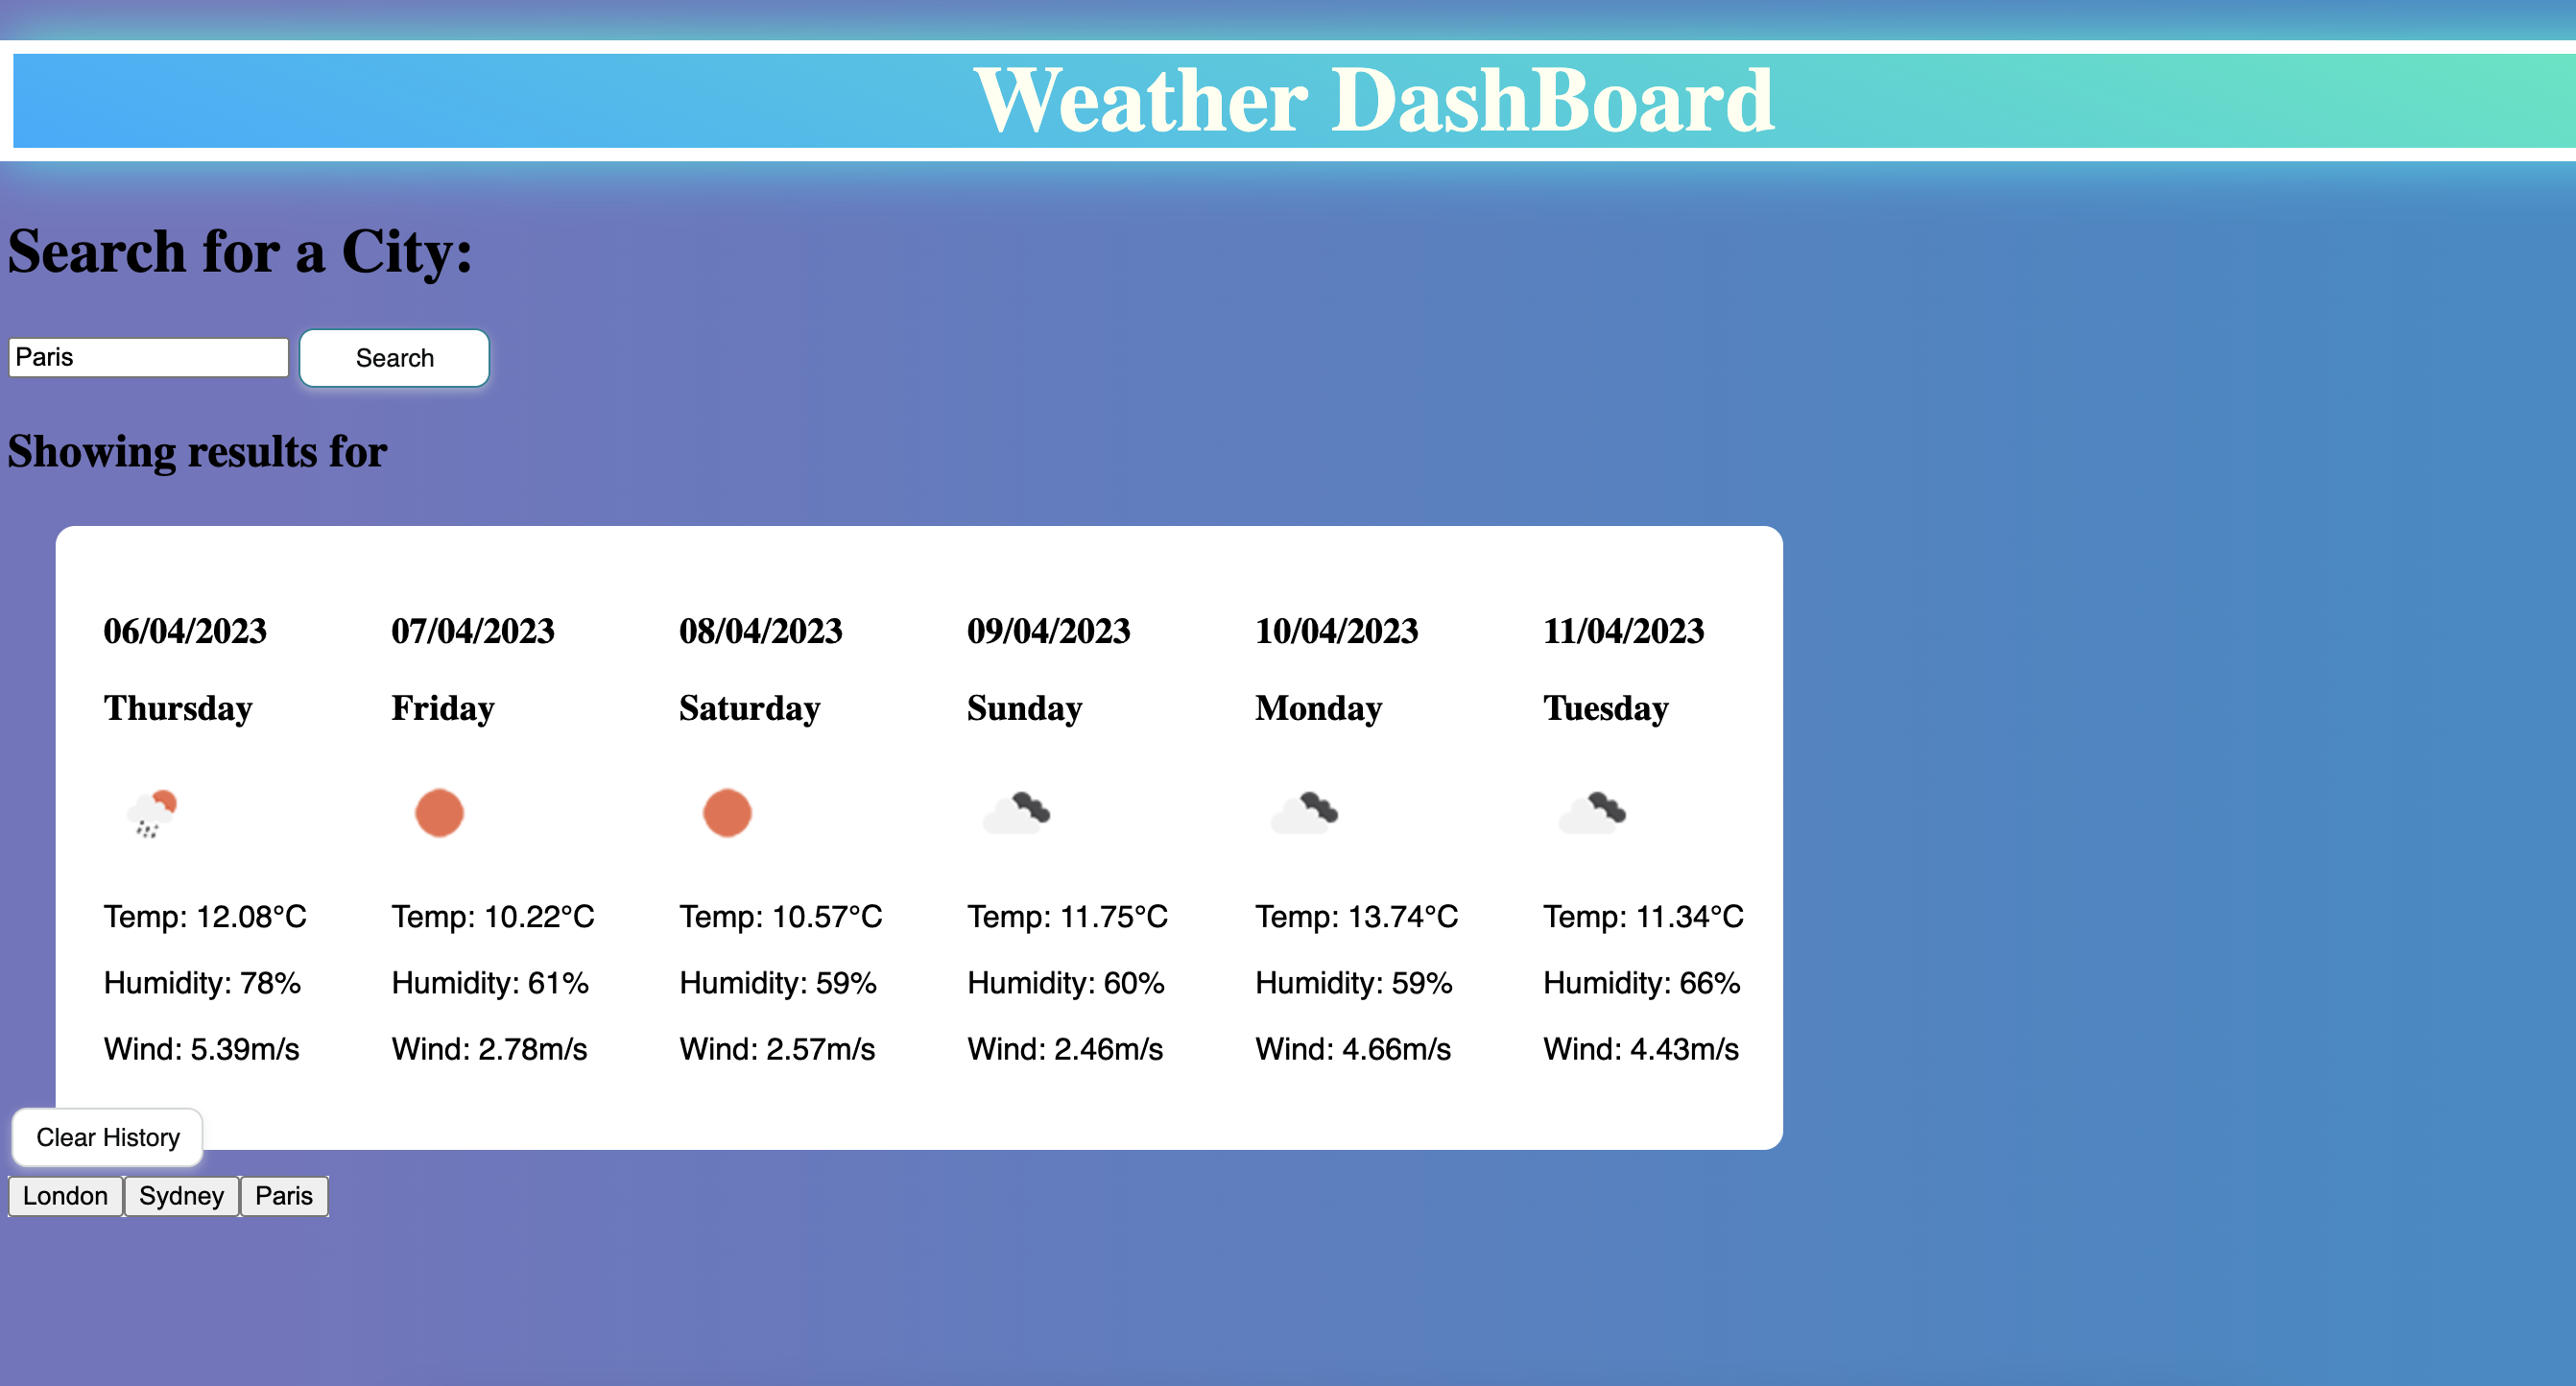 Weather DashBoard
Search for a City:
Paris Search
Showing results for
06/04/2023 07/04/2023 08/04/2023 09/04/2023 10/04/2023 11/04/2023
Thursday Friday Saturday Sunday Monday Tuesday
Temp: 12.08°C Temp: 10.22°C Temp: 10.57°C Temp: 11.75°C Temp: 13.74°C Temp: 11.34°C
Humidity: 78% Humidity: 61% Humidity: 59% Humidity: 60% Humidity: 59% Humidity: 66%
Wind: 5.39m/s Wind: 2.78m/s Wind: 2.57m/s Wind: 2.46m/s Wind: 4.66m/s Wind: 4.43m/s
Clear History
London Sydney Paris